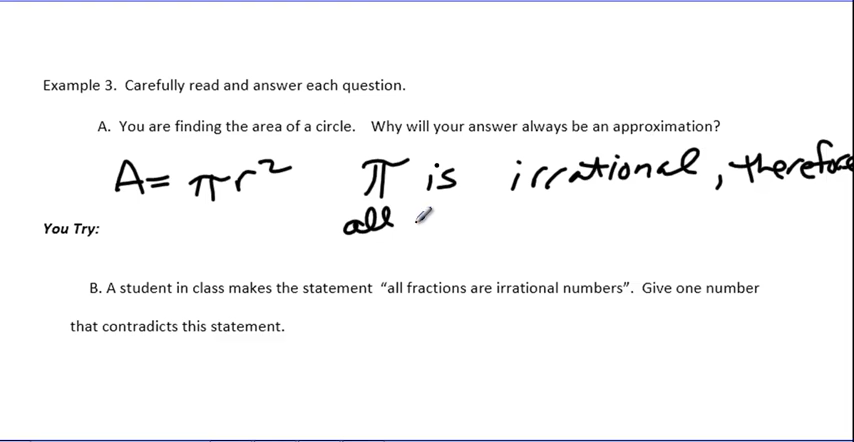 Example 3. Carefully read and answer each question.
A. You are finding the area of a circle. Why will your answer always be an approximation?
A = πr² π is irrational, therefore
all
You Try:
B. A student in class makes the statement "all fractions are irrational numbers". Give one number
that contradicts this statement.